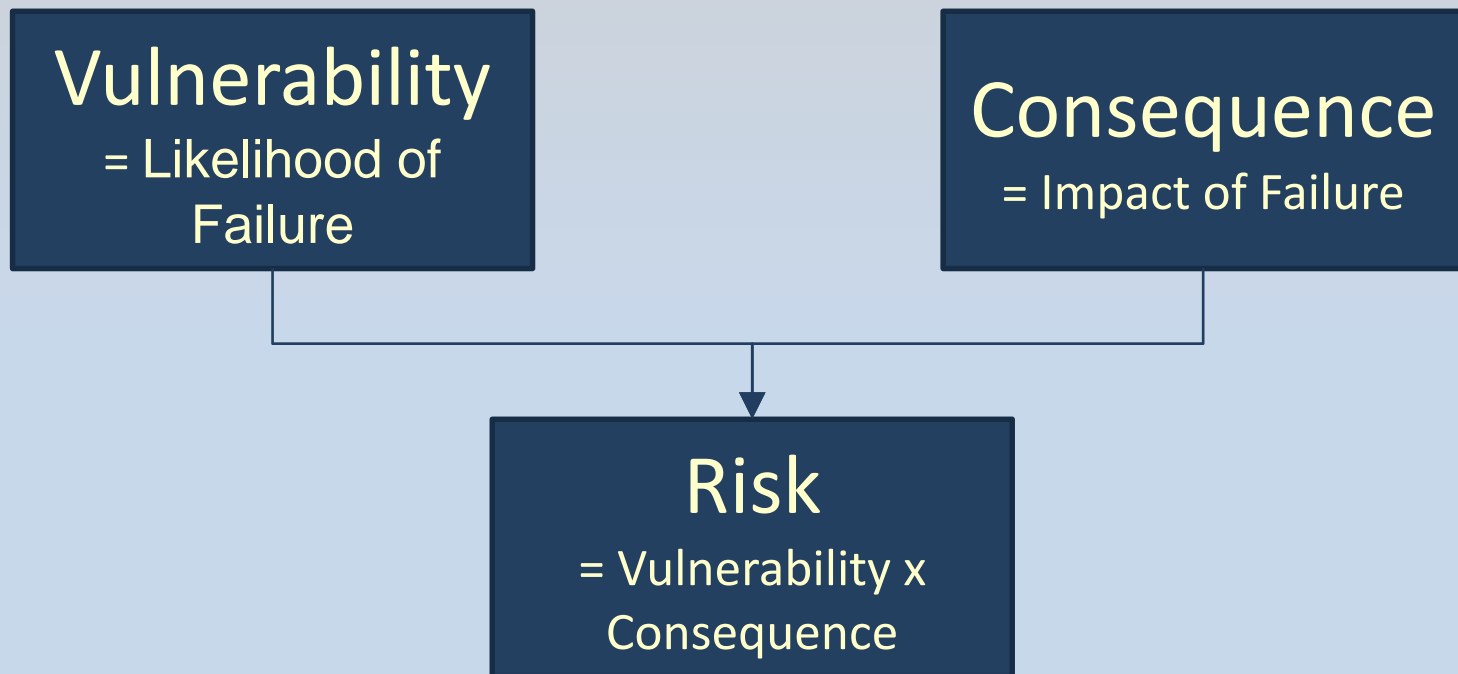 Vulnerability
= Likelihood of
Failure
Consequence
= Impact of Failure
Risk
= Vulnerability x
Consequence